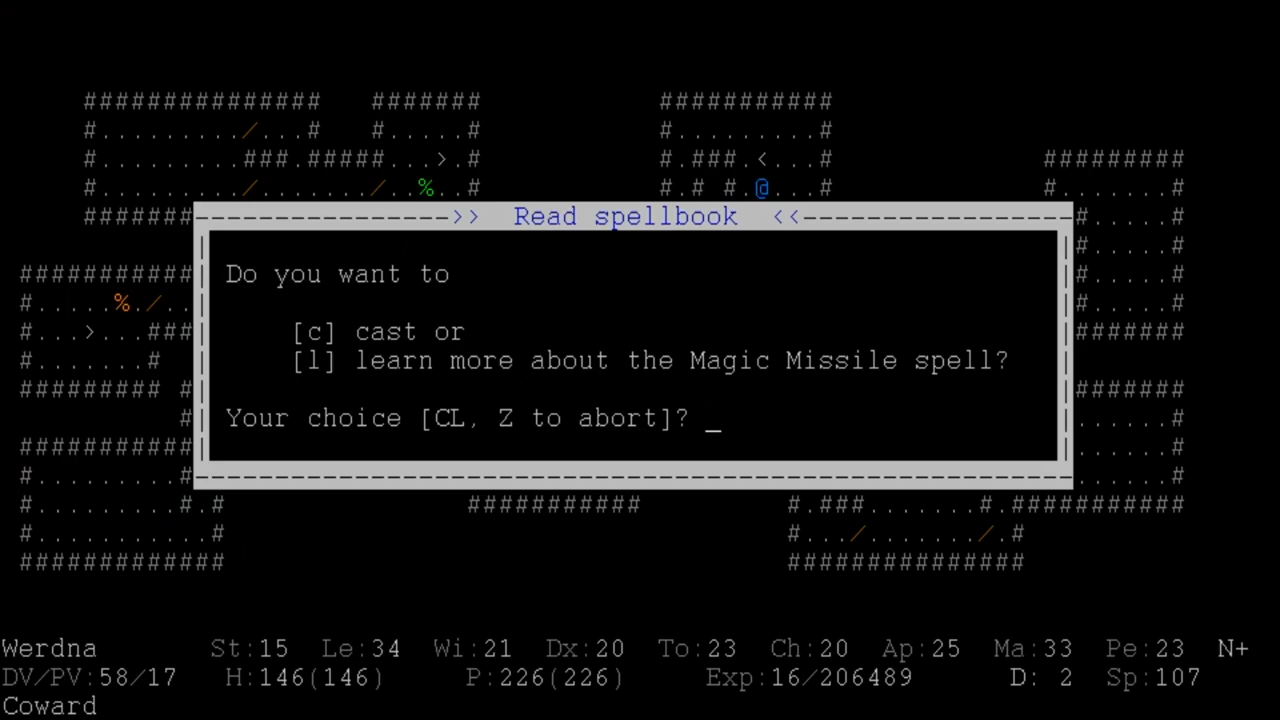 ############### ####### ###########
#........./...# #.....# #.........#
#.........###.#####...>.# #.###.<...# #########
#........./......./..%..# #.# #.@...# #.......#
####### ------------------>> Read spellbook <<------------------- #.....#
#.....#
########### Do you want to #.....#
#.....%./.. #.....#
#...>...### [c] cast or ########
#.......# [l] learn more about the Magic Missile spell?
######### # ########
# Your choice [CL, Z to abort]? _ #.....#
########### #.....#
#.........# ------------------------------------------------------- #.....#
#.........#.# ########### #.###.......#.###########
#...........# #.../......./.#
############# ###############
Werdna St:15 Le:34 Wi:21 Dx:20 To:23 Ch:20 Ap:25 Ma:33 Pe:23 N+
DV/PV:58/17 H:146(146) P:226(226) Exp:16/206489 D: 2 Sp:107
Coward